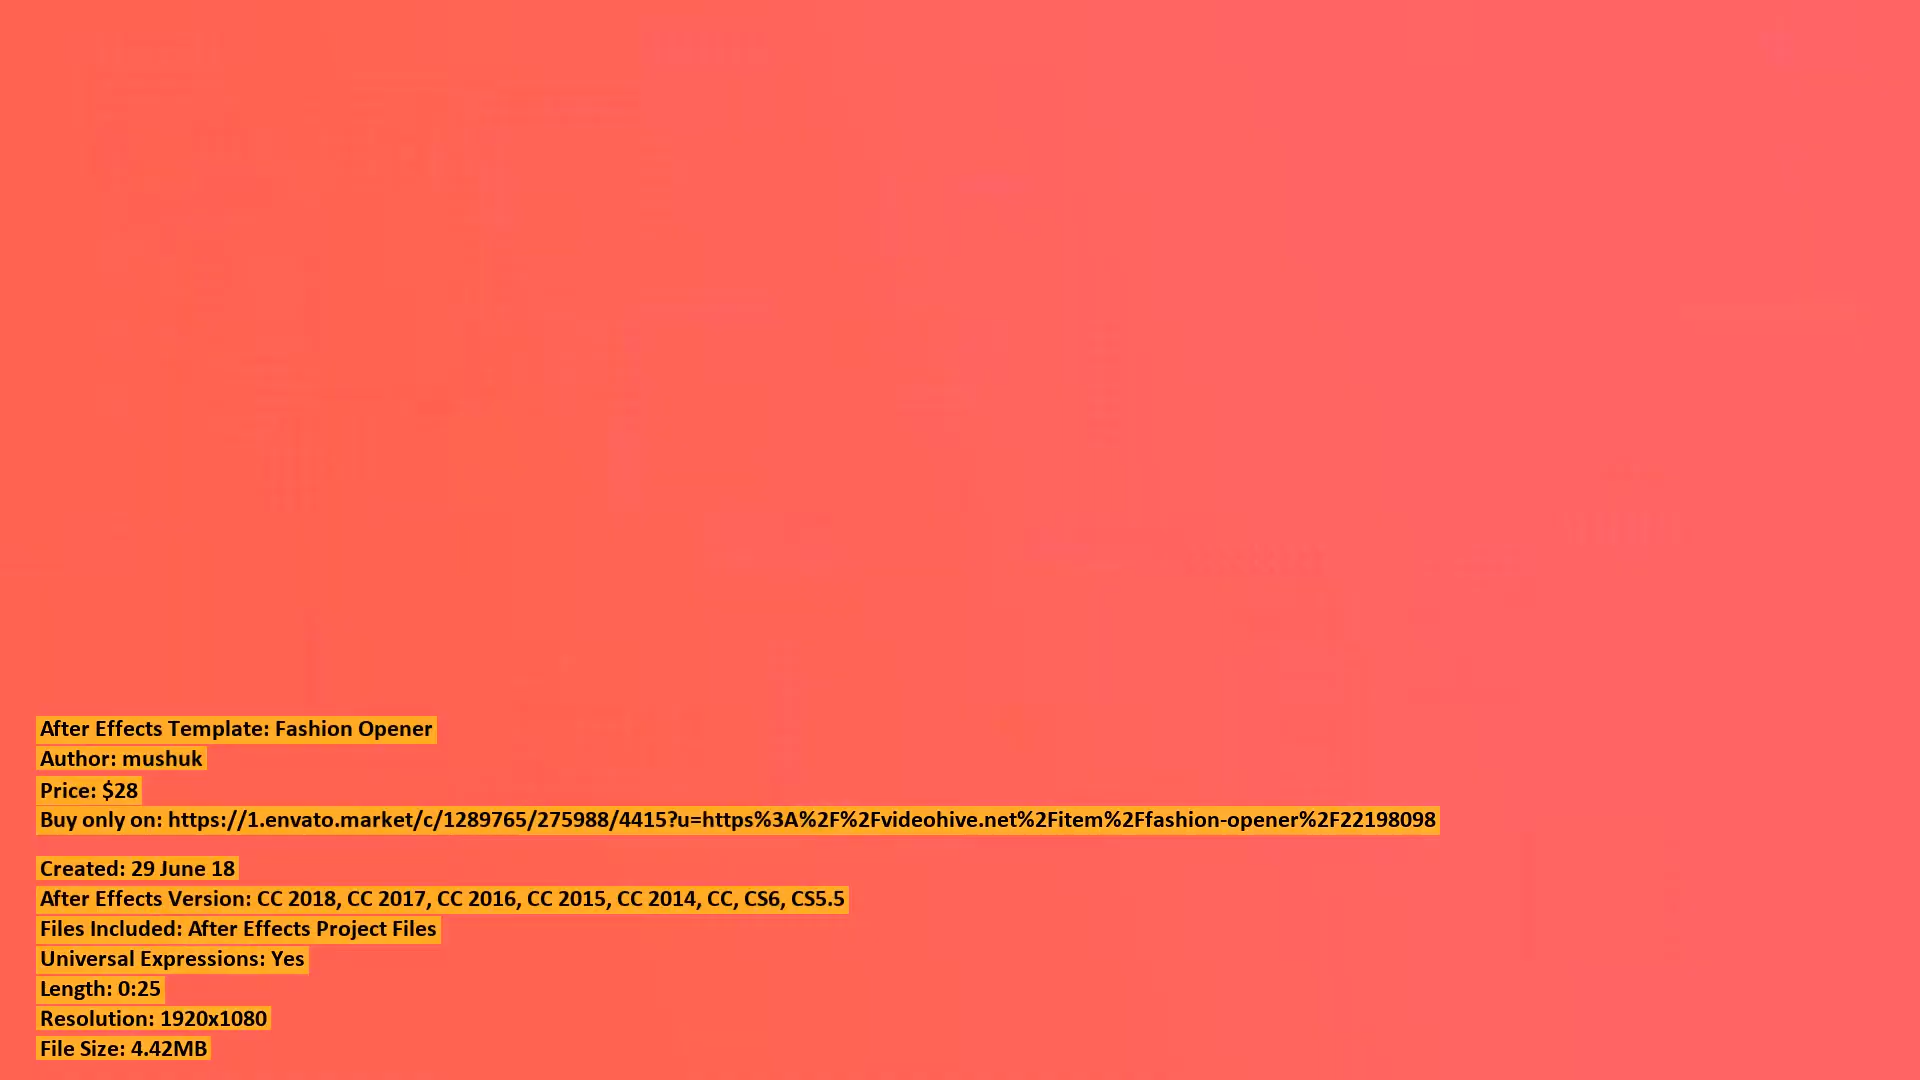 After Effects Template: Fashion Opener
Author: mushuk
Price: $28
Buy only on: https://1.envato.market/c/1289765/275988/4415?u=https%3A%2F%2Fvideohive.net%2Fitem%2Ffashion-opener%2F22198098
Created: 29 June 18
After Effects Version: CC 2018, CC 2017, CC 2016, CC 2015, CC 2014, CC, CS6, CS5.5
Files Included: After Effects Project Files
Universal Expressions: Yes
Length: 0:25
Resolution: 1920x1080
File Size: 4.42MB